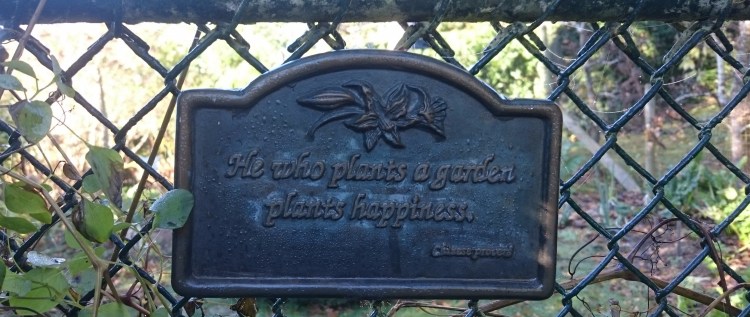 He who plants a garden
plants happiness.
Chinese proverb